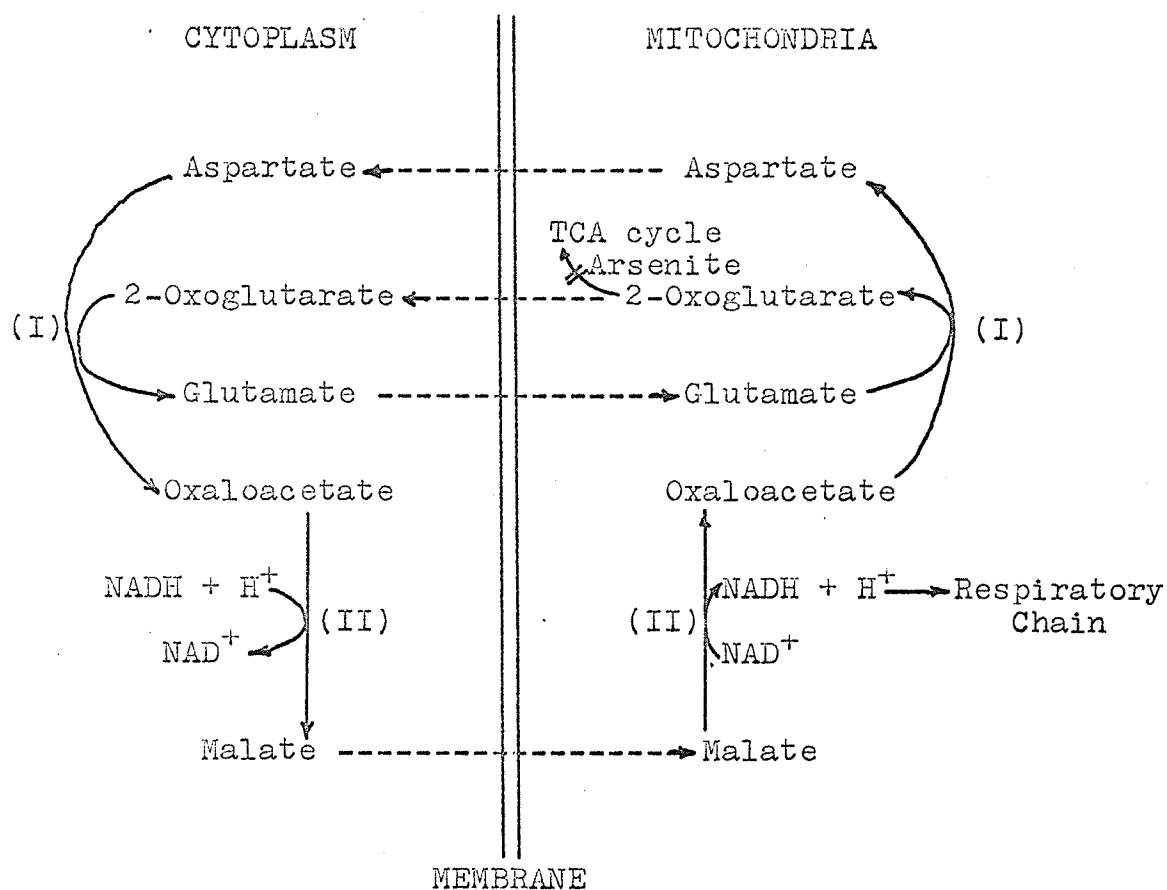 CYTOPLASM MITOCHONDRIA
Aspartate Aspartate
TCA cycle
Arsenite
2-Oxoglutarate 2-Oxoglutarate
(I) (I)
Glutamate Glutamate
Oxaloacetate Oxaloacetate
NADH + H+ NADH + H+ Respiratory
Chain
(II) (II)
NAD+ NAD+
Malate Malate
MEMBRANE